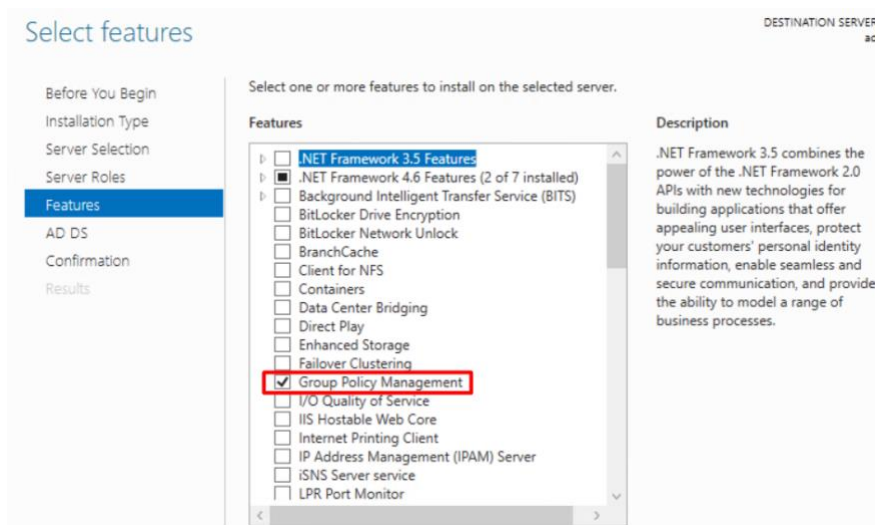 Select features
DESTINATION SERVER
Before You Begin
Installation Type
Server Selection
Server Roles
Features
AD DS
Confirmation
Results
Select one or more features to install on the selected server.
Features
.NET Framework 3.5 Features
.NET Framework 4.6 Features (2 of 7 installed)
Background Intelligent Transfer Service (BITS)
BitLocker Drive Encryption
BitLocker Network Unlock
BranchCache
Client for NFS
Containers
Data Center Bridging
Direct Play
Enhanced Storage
Failover Clustering
Group Policy Management
I/O Quality of Service
IIS Hostable Web Core
Internet Printing Client
IP Address Management (IPAM) Server
iSNS Server service
LPR Port Monitor
Description
.NET Framework 3.5 combines the
power of the .NET Framework 2.0
APIs with new technologies for
building applications that offer
appealing user interfaces, protect
your customers' personal identity
information, enable seamless and
secure communication, and provide
the ability to model a range of
business processes.